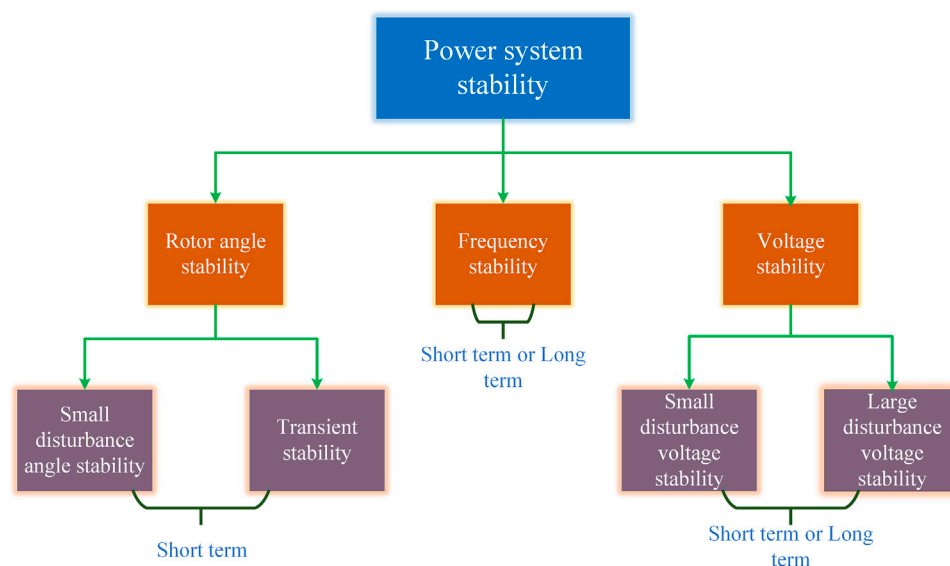 Power system
stability
Rotor angle
stability
Frequency
stability
Voltage
stability
Short term or Long
term
Small
disturbance
angle stability
Transient
stability
Small
disturbance
voltage
stability
Large
disturbance
voltage
stability
Short term
Short term or Long
term